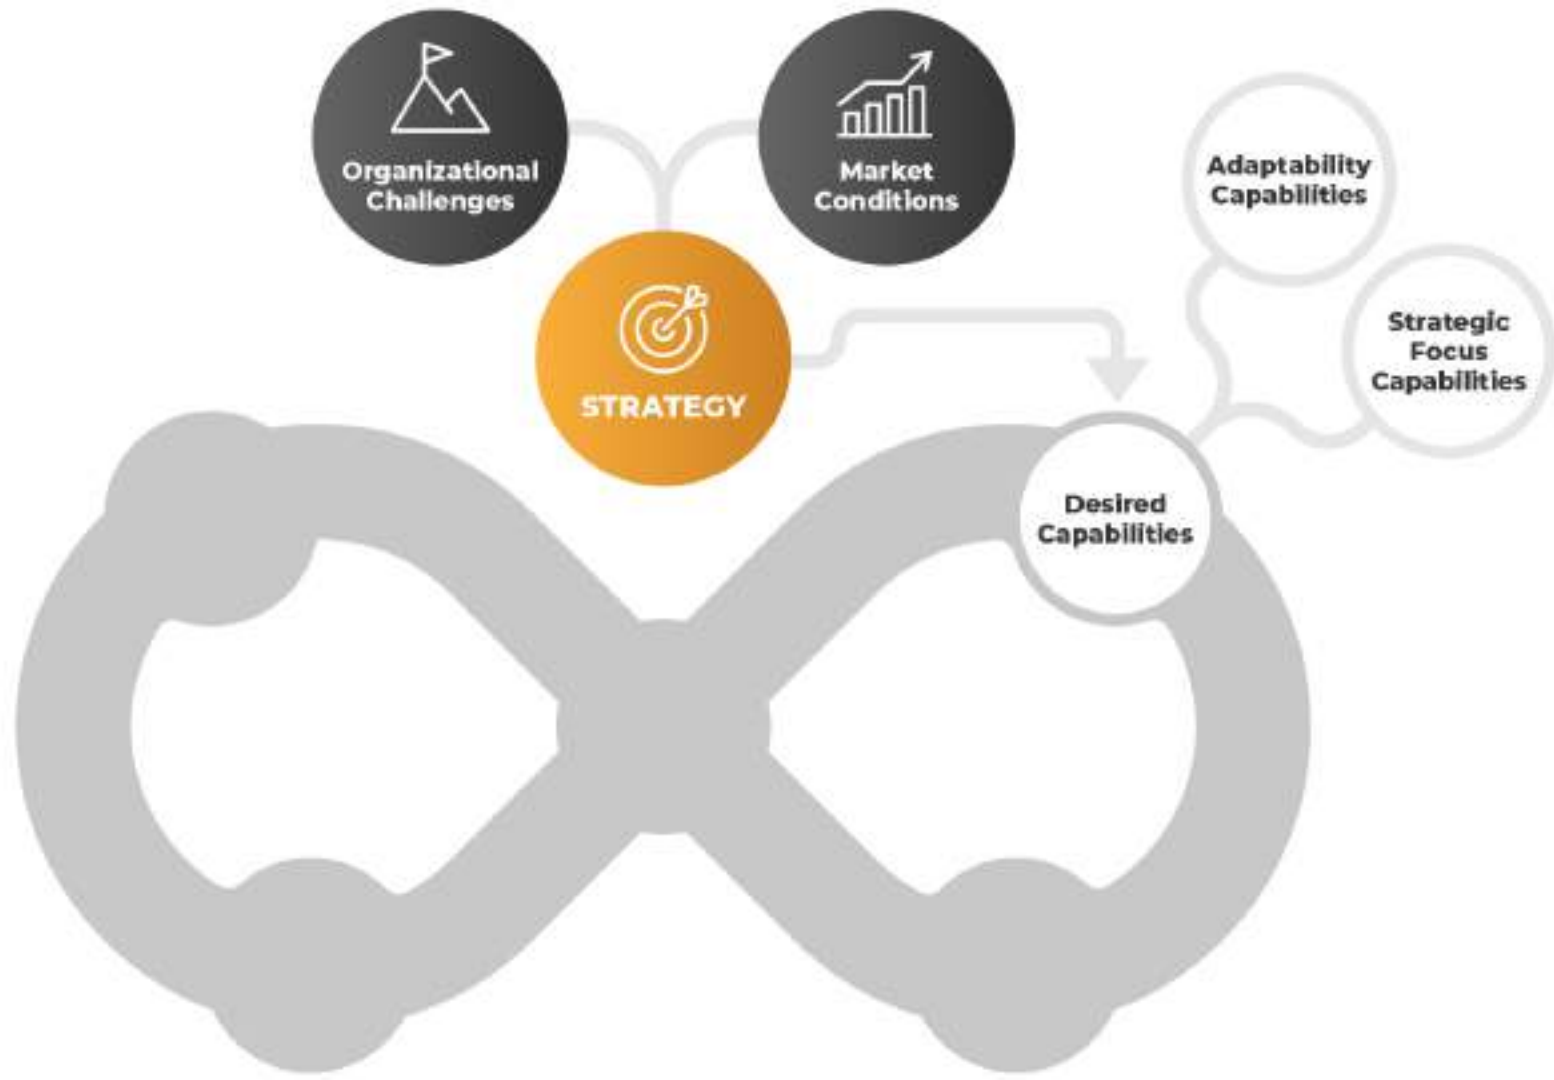 Organizational
Challenges
Market
Conditions
STRATEGY
Adaptability
Capabilities
Strategic
Focus
Capabilities
Desired
Capabilities